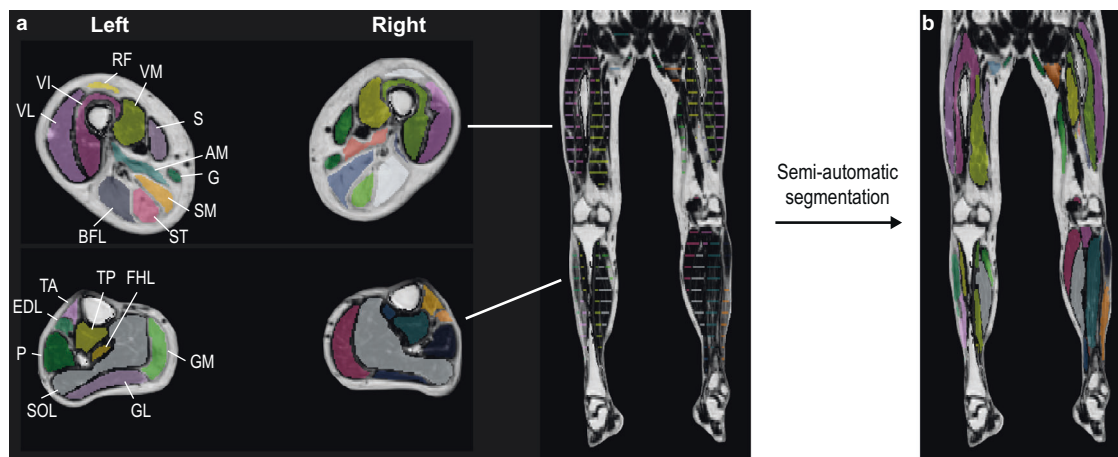 a
Left
Right
b
RF
VM
VI
VL
S
AM
G
SM
BFL
ST
Semi-automatic
segmentation
TA
TP
FHL
EDL
P
GM
SOL
GL